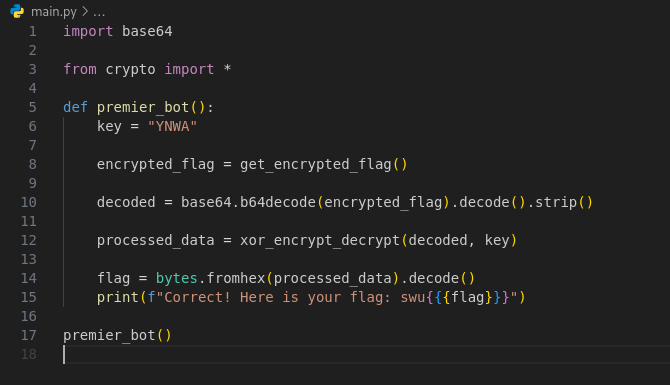 main.py > ...
1 import base64
2
3 from crypto import *
4
5 def premier_bot():
6     key = "YNWA"
7
8     encrypted_flag = get_encrypted_flag()
9
10     decoded = base64.b64decode(encrypted_flag).decode().strip()
11
12     processed_data = xor_encrypt_decrypt(decoded, key)
13
14     flag = bytes.fromhex(processed_data).decode()
15     print(f"Correct! Here is your flag: swu{{{flag}}}")
16
17 premier_bot()
18